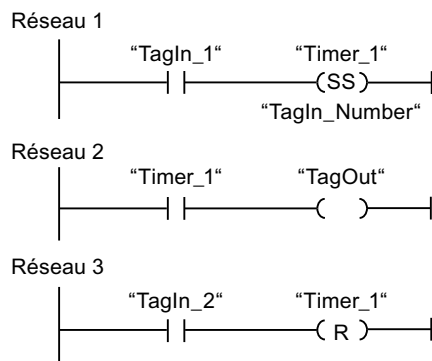 Réseau 1
“TagIn_1“ “Timer_1“
SS
“TagIn_Number“
Réseau 2
“Timer_1“ “TagOut“
Réseau 3
“TagIn_2“ “Timer_1“
R